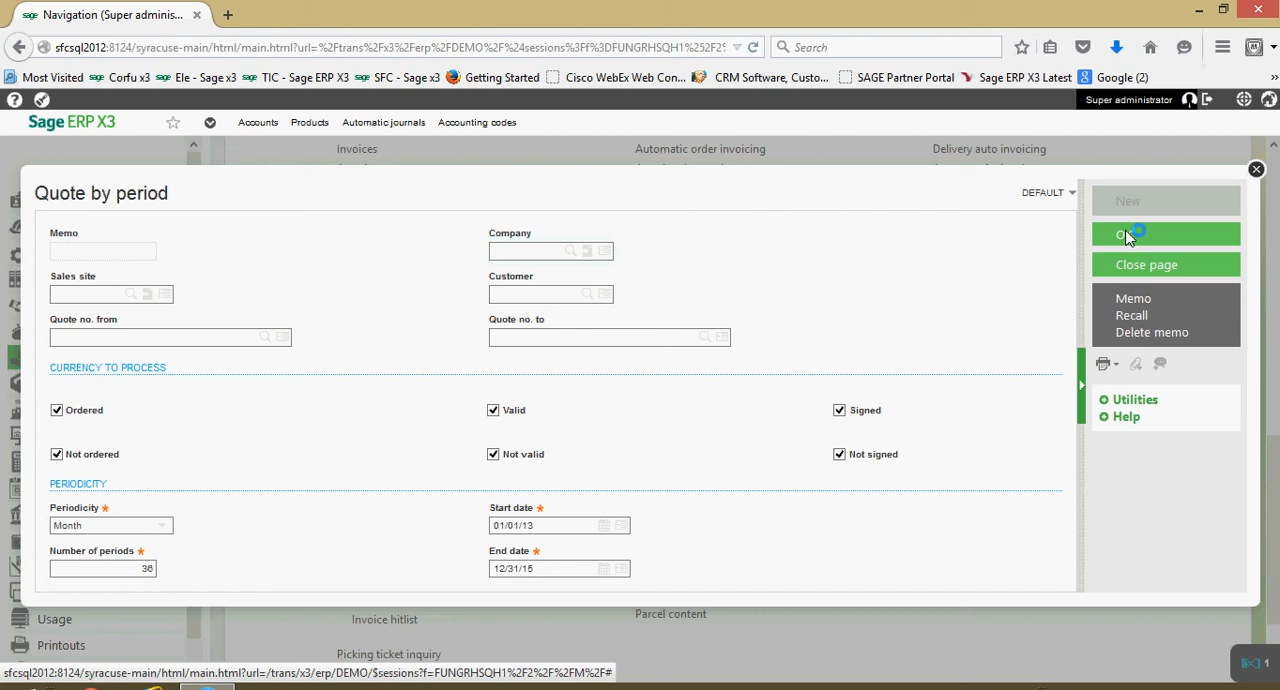 Navigation (Super adminis...
sfcsql2012:8124/syracuse-main/html/main.html?url=%2Ftrans%2Fx3%2Ferp%2FDEMO%2F%24sessions%3Ff%3DFUNGRHSQH1%252F2%
Search
Most Visited Corfu x3 Ele - Sage x3 TIC - Sage ERP X3 SFC - Sage x3 Getting Started Cisco WebEx Web Con... CRM Software, Custo... SAGE Partner Portal Sage ERP X3 Latest Google (2)
Super administrator
Sage ERP X3 Accounts Products Automatic journals Accounting codes
Invoices Automatic order invoicing Delivery auto invoicing
Quote by period DEFAULT
New
Memo Company
Close page
Sales site Customer
Memo
Recall
Delete memo
Quote no. from Quote no. to
CURRENCY TO PROCESS
Utilities
Help
Ordered Valid Signed
Not ordered Not valid Not signed
PERIODICITY
Periodicity * Start date *
Month 01/01/13
Number of periods * End date *
36 12/31/15
Parcel content
Usage Invoice hitlist
Printouts
Picking ticket inquiry
sfcsql2012:8124/syracuse-main/html/main.html?url=/trans/x3/erp/DEMO/$sessions?f=FUNGRHSQH1%2F2%2F%2FM%2F#
1